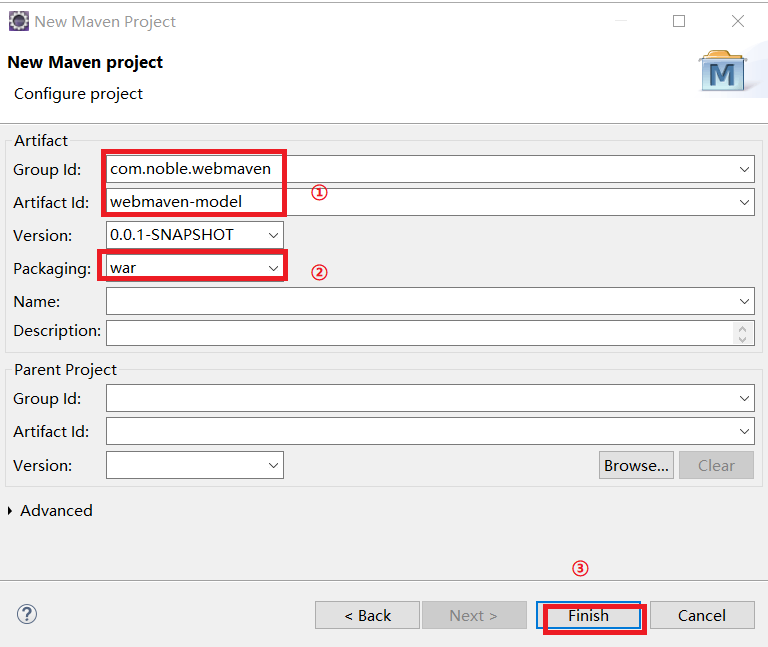 New Maven Project
New Maven project
Configure project
M
Artifact
Group Id: com.noble.webmaven
①
Artifact Id: webmaven-model
Version: 0.0.1-SNAPSHOT
Packaging: war
②
Name:
Description:
Parent Project
Group Id:
Artifact Id:
Version:
Browse... Clear
Advanced
③
? < Back Next > Finish Cancel